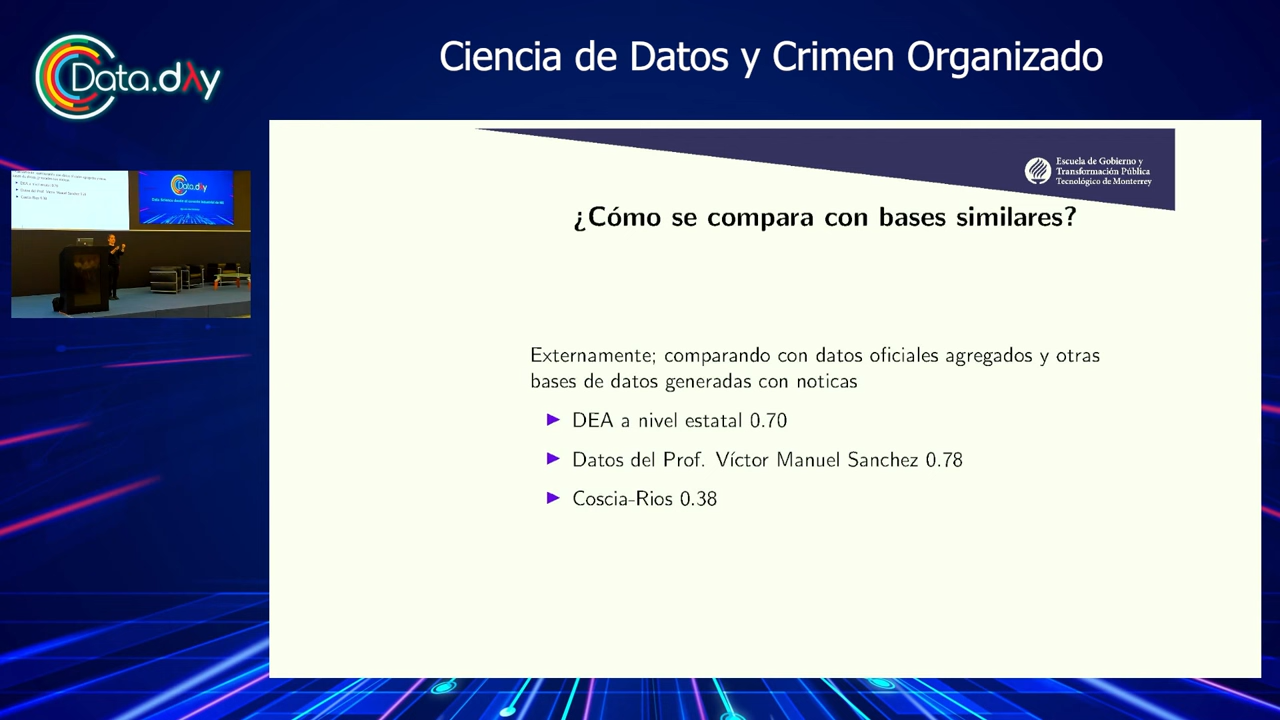 Data.dλy
Ciencia de Datos y Crimen Organizado
Escuela de Gobierno y
Transformación Pública
Tecnológico de Monterrey
¿Cómo se compara con bases similares?
Externamente; comparando con datos oficiales agregados y otras
bases de datos generadas con noticas
DEA a nivel estatal 0.70
Datos del Prof. Víctor Manuel Sanchez 0.78
Coscia-Rios 0.38
Data.dλy